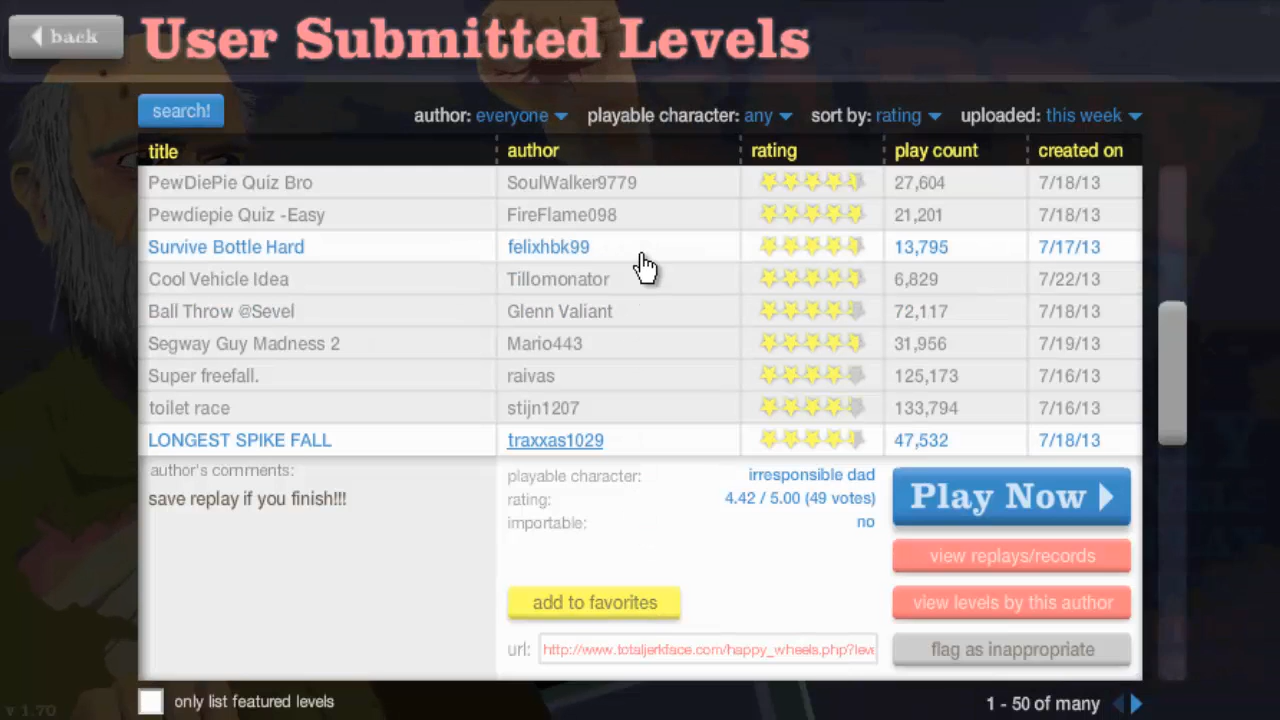 back
User Submitted Levels
search!
author: everyone playable character: any sort by: rating uploaded: this week
title author rating play count created on
PewDiePie Quiz Bro SoulWalker9779 27,604 7/18/13
Pewdiepie Quiz -Easy FireFlame098 21,201 7/18/13
Survive Bottle Hard felixhbk99 13,795 7/17/13
Cool Vehicle Idea Tillomonator 6,829 7/22/13
Ball Throw @Sevel Glenn Valiant 72,117 7/18/13
Segway Guy Madness 2 Mario443 31,956 7/19/13
Super freefall. raivas 125,173 7/16/13
toilet race stijn1207 133,794 7/16/13
LONGEST SPIKE FALL traxxas1029 47,532 7/18/13
author's comments:
save replay if you finish!!!
playable character: irresponsible dad
rating: 4.42 / 5.00 (49 votes)
importable: no
add to favorites
url: http://www.totaljerkface.com/happy_wheels.php?leve
Play Now
view replays/records
view levels by this author
flag as inappropriate
v 1.70
only list featured levels
1 - 50 of many